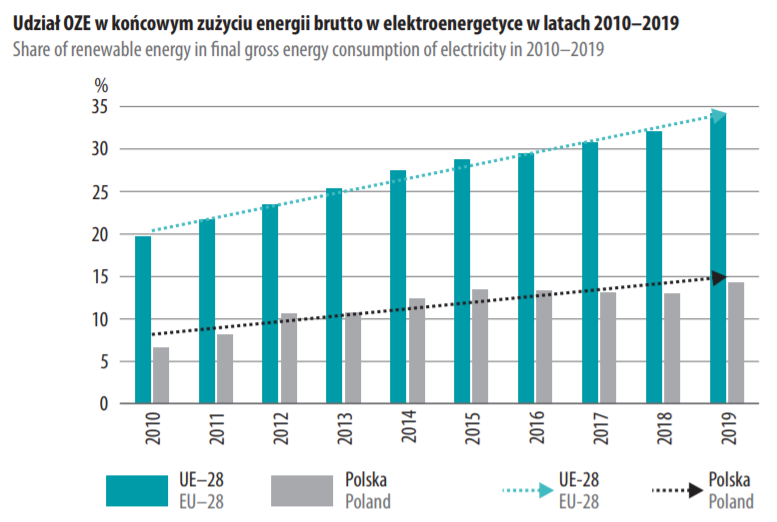 Udział OZE w końcowym zużyciu energii brutto w elektroenergetyce w latach 2010–2019
Share of renewable energy in final gross energy consumption of electricity in 2010–2019
%
35
30
25
20
15
10
5
0
2010 2011 2012 2013 2014 2015 2016 2017 2018 2019
UE–28 Polska UE-28 Polska
EU–28 Poland EU-28 Poland